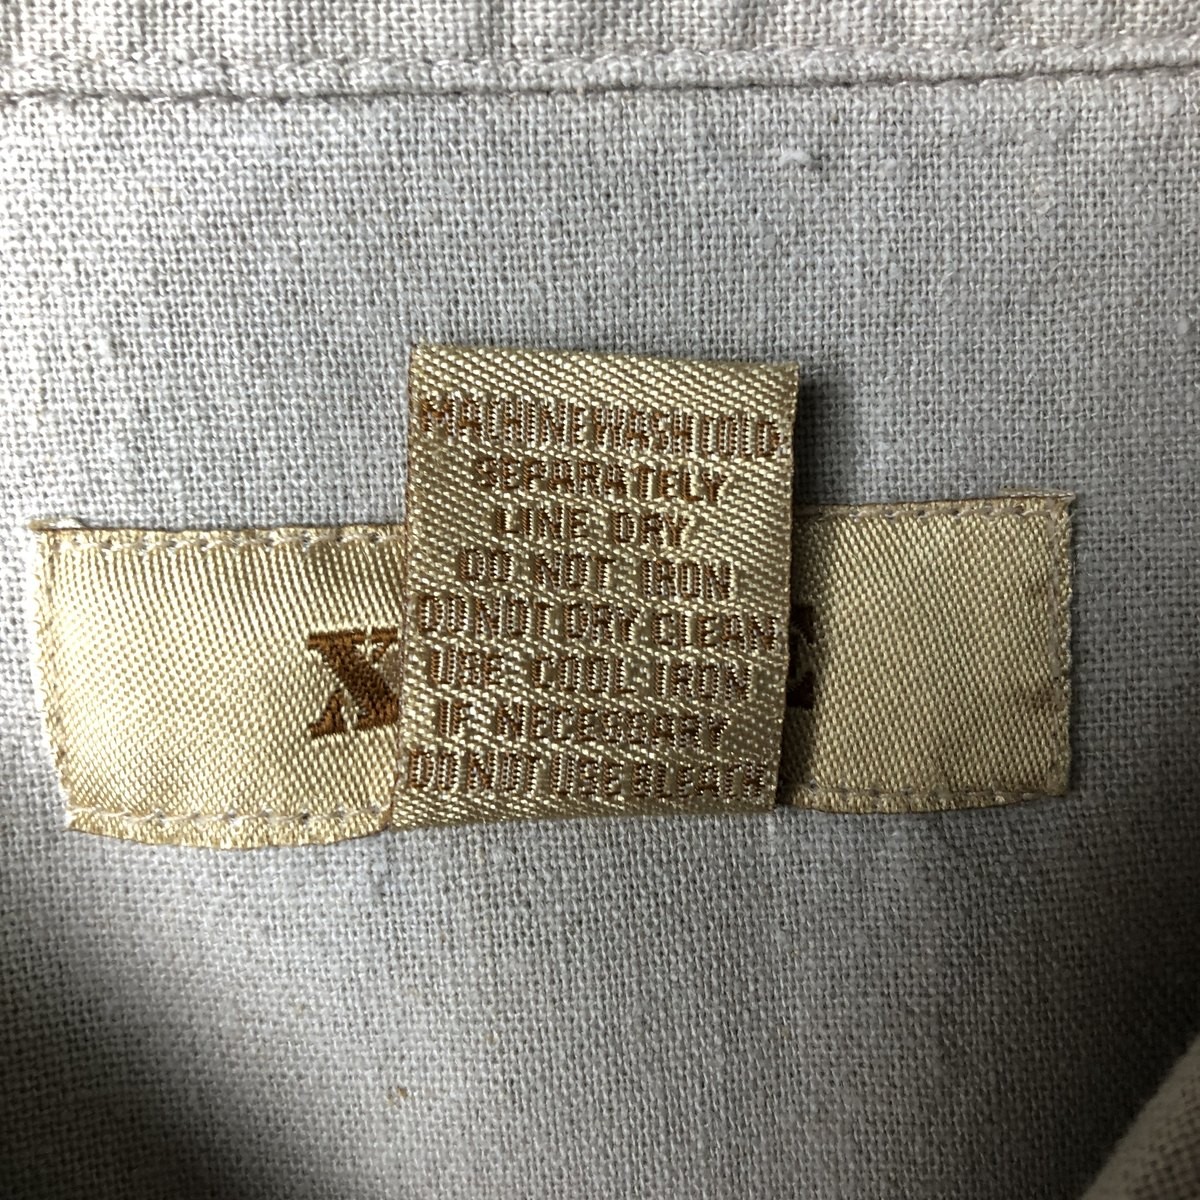 MACHINE WASH COLD
SEPARATELY
LINE DRY
DO NOT IRON
DO NOT DRY CLEAN
USE COOL IRON
IF NECESSARY
DO NOT USE BLEACH
X